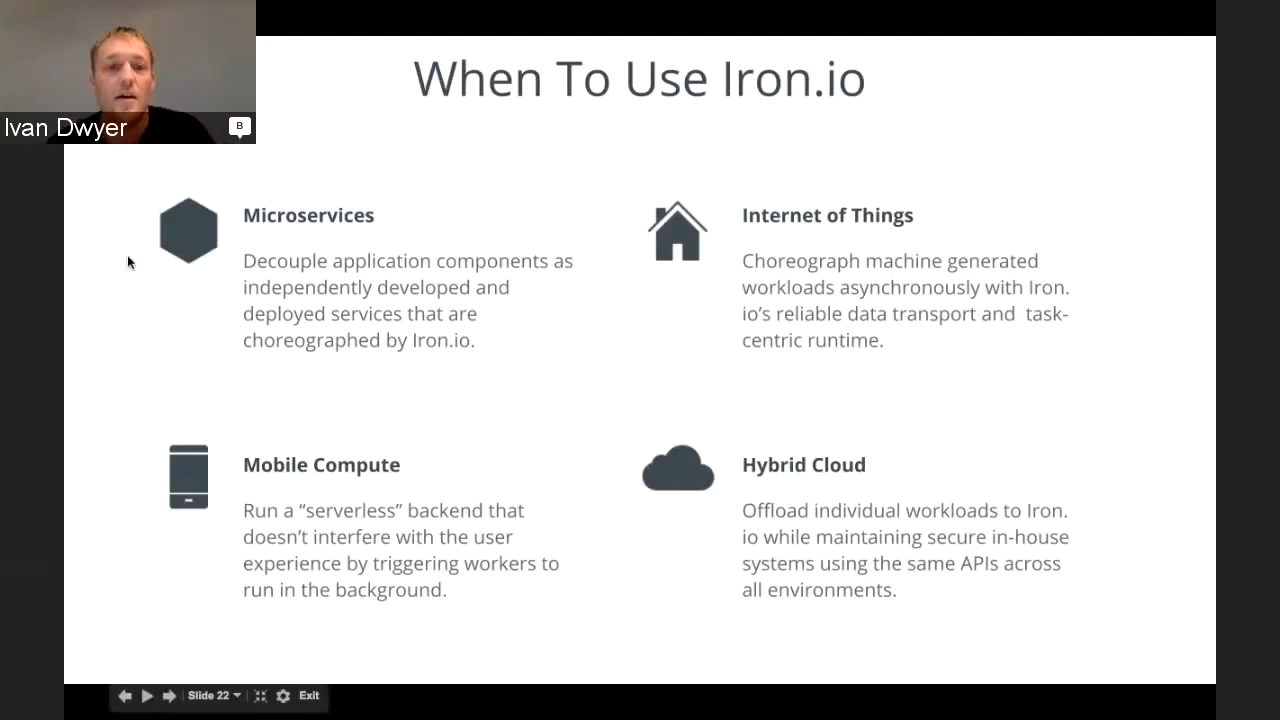 Ivan Dwyer
B
When To Use Iron.io
Microservices
Decouple application components as
independently developed and
deployed services that are
choreographed by Iron.io.
Internet of Things
Choreograph machine generated
workloads asynchronously with Iron.
io’s reliable data transport and  task-
centric runtime.
Mobile Compute
Run a “serverless” backend that
doesn’t interfere with the user
experience by triggering workers to
run in the background.
Hybrid Cloud
Offload individual workloads to Iron.
io while maintaining secure in-house
systems using the same APIs across
all environments.
Slide 22
Exit